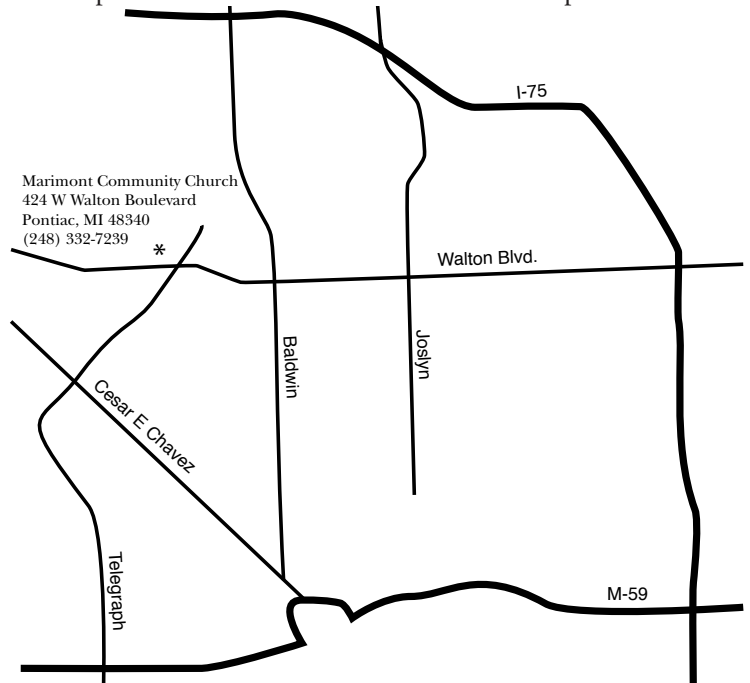 I-75
Marimont Community Church
424 W Walton Boulevard
Pontiac, MI 48340
(248) 332-7239
*
Walton Blvd.
Baldwin
Joslyn
Cesar E Chavez
Telegraph
M-59